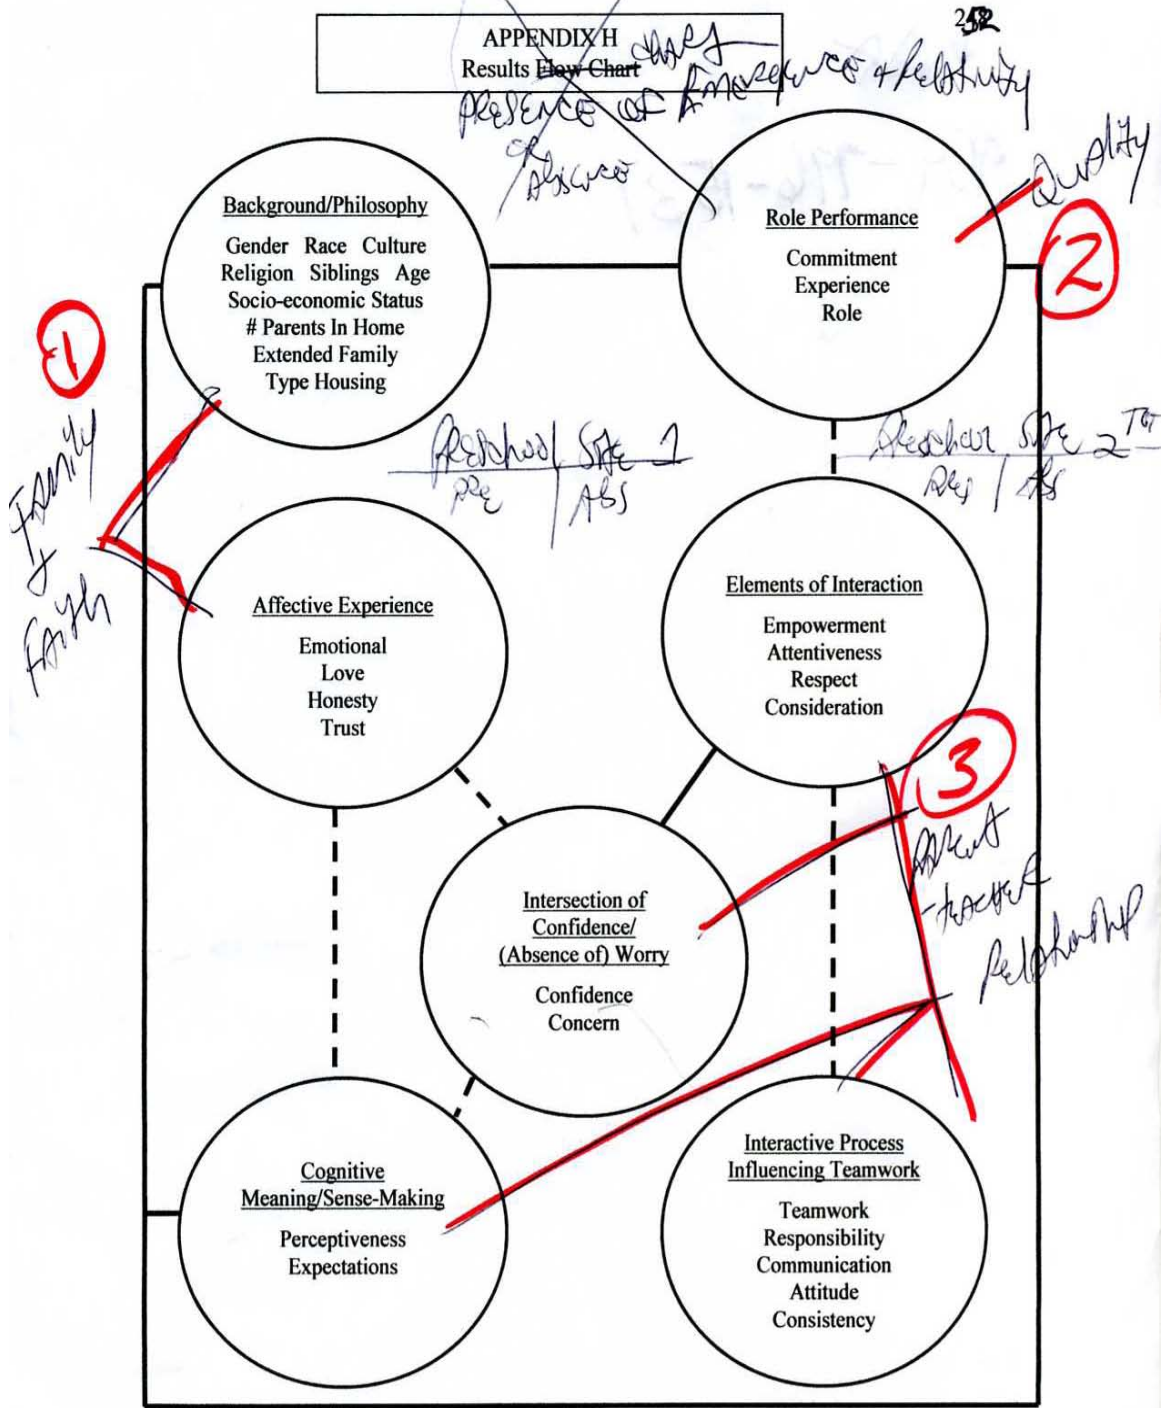 APPENDIX H
Results Flow Chart
PRESENCE OF EMERGENCE + Relativity
OR
Absence
Quality
Background/Philosophy
Gender Race Culture
Religion Siblings Age
Socio-economic Status
# Parents In Home
Extended Family
Type Housing
Role Performance
Commitment
Experience
Role
2
1
Family
Faith
Preschool Site 1
Pre / Abs
Site 2
Abs
Affective Experience
Emotional
Love
Honesty
Trust
Elements of Interaction
Empowerment
Attentiveness
Respect
Consideration
3
Parent
-teacher
Relationship
Intersection of
Confidence/
(Absence of) Worry
Confidence
Concern
Cognitive
Meaning/Sense-Making
Perceptiveness
Expectations
Interactive Process
Influencing Teamwork
Teamwork
Responsibility
Communication
Attitude
Consistency